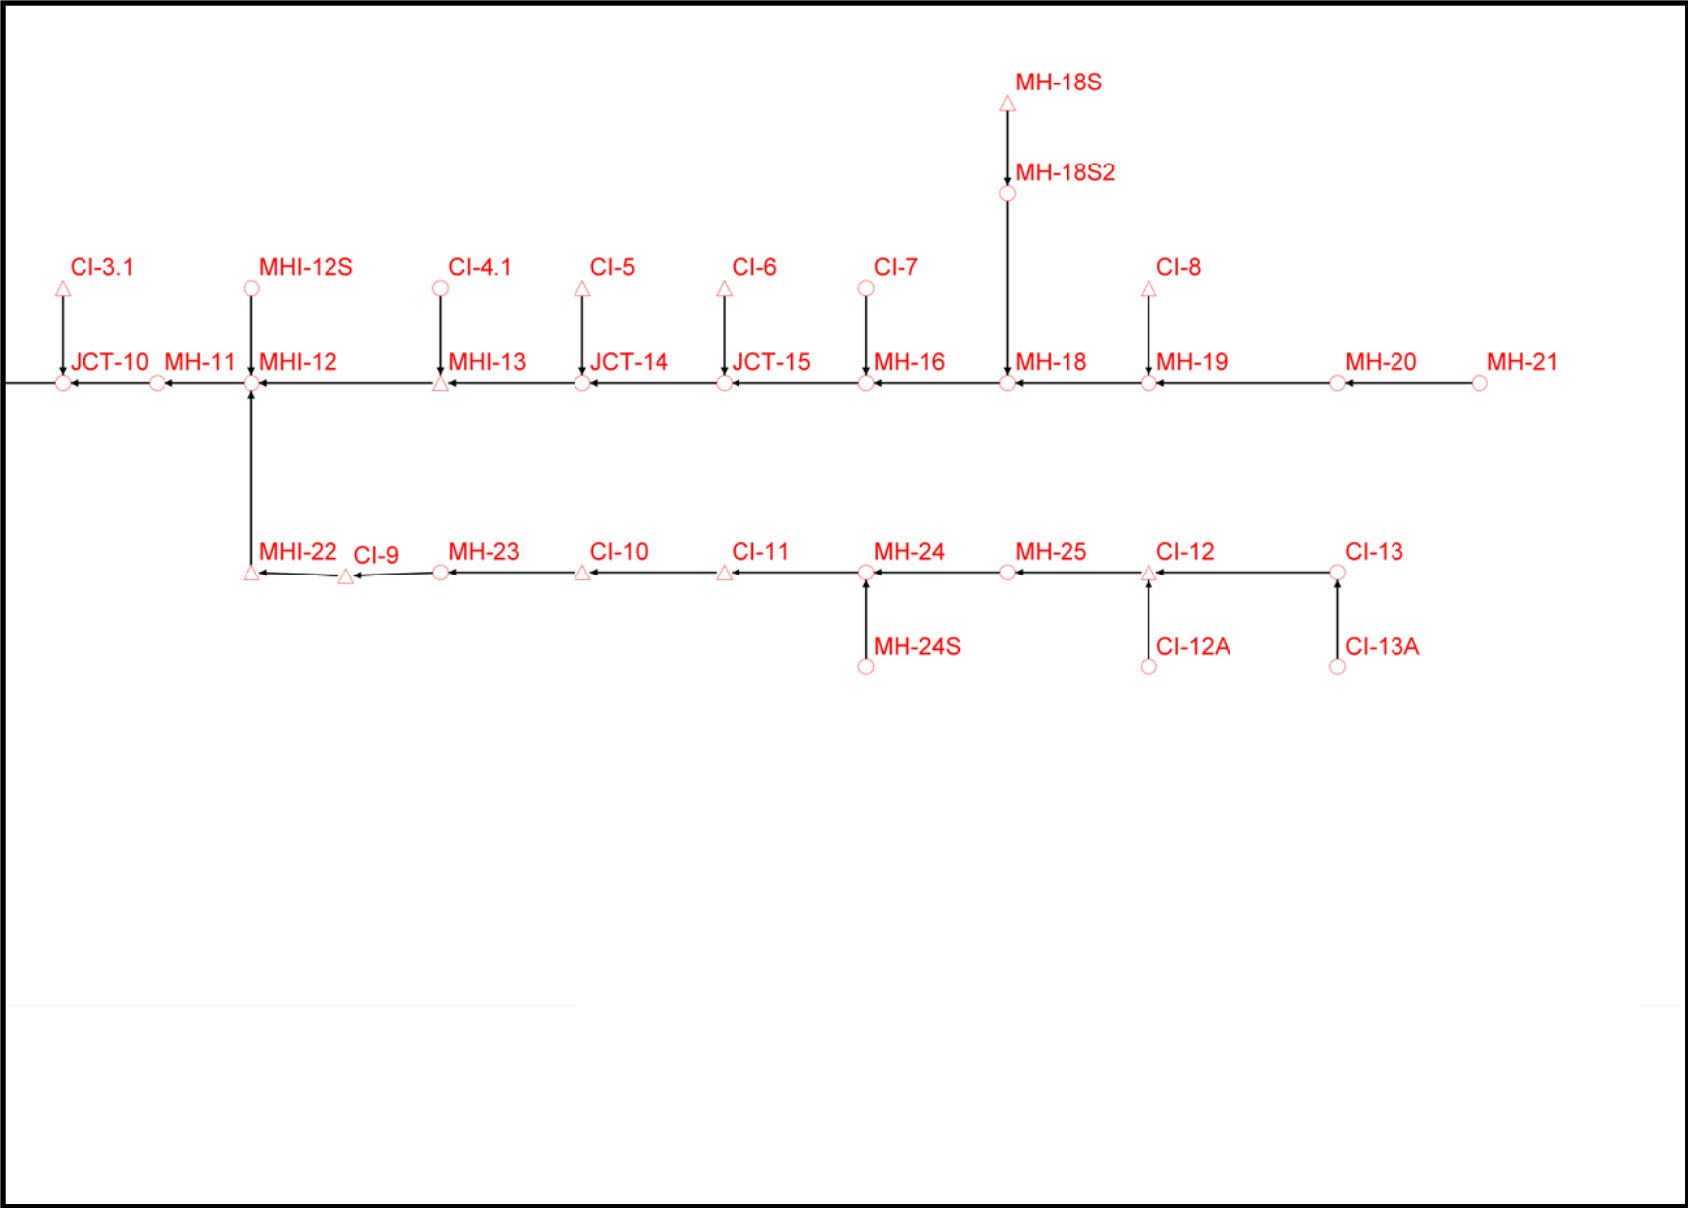 MH-18S
MH-18S2
CI-3.1 MHI-12S CI-4.1 CI-5 CI-6 CI-7 CI-8
JCT-10 MH-11 MHI-12 MHI-13 JCT-14 JCT-15 MH-16 MH-18 MH-19 MH-20 MH-21
MHI-22 CI-9 MH-23 CI-10 CI-11 MH-24 MH-25 CI-12 CI-13
MH-24S CI-12A CI-13A